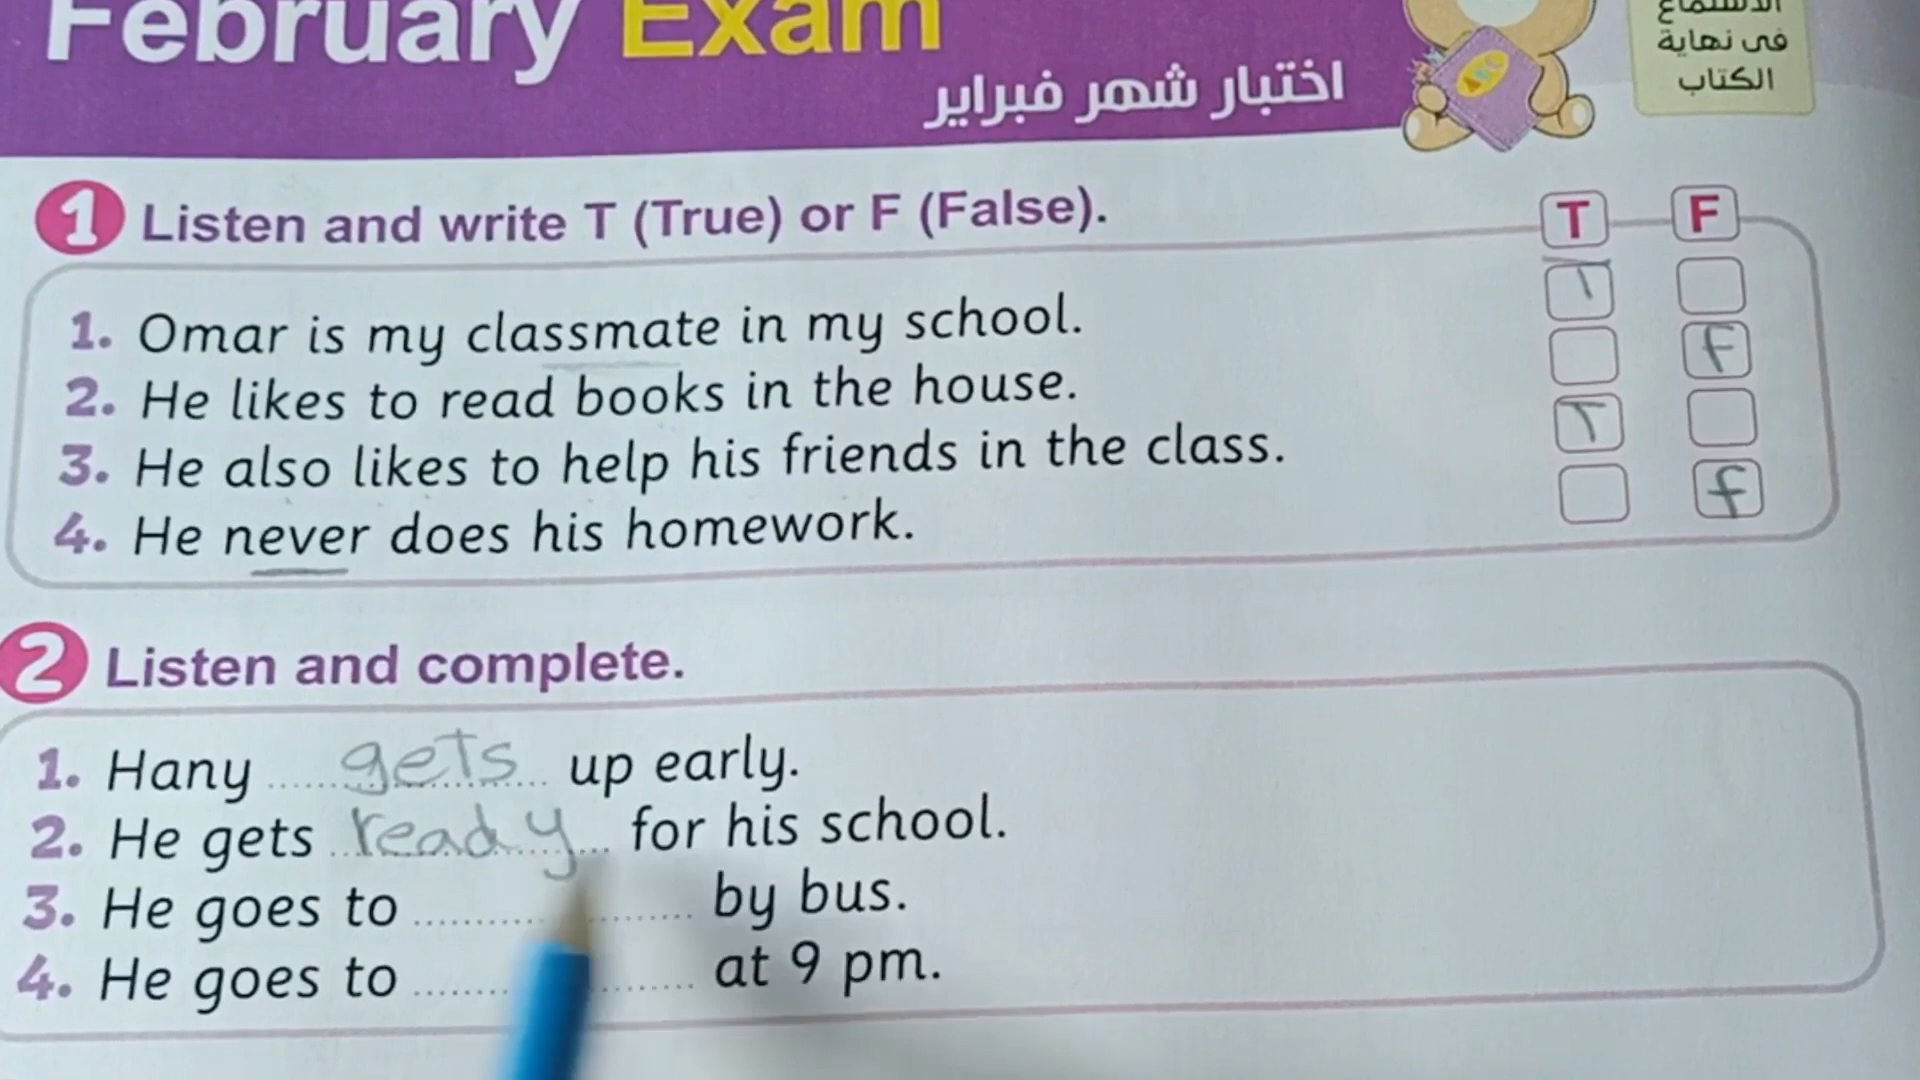 February Exam
اختبار شهر فبراير
الاستماع
فى نهاية
الكتاب
ABC
1 Listen and write T (True) or F (False).
T F
1. Omar is my classmate in my school. T
2. He likes to read books in the house. F
3. He also likes to help his friends in the class. T
4. He never does his homework. F
2 Listen and complete.
1. Hany gets up early.
2. He gets ready for his school.
3. He goes to .................... by bus.
4. He goes to .................... at 9 pm.